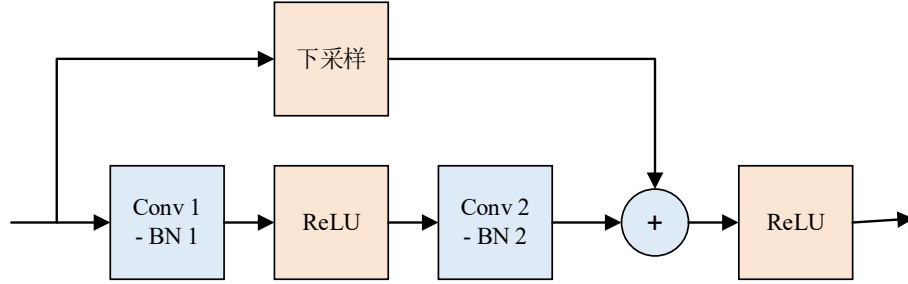 下采样
Conv 1
- BN 1
ReLU
Conv 2
- BN 2
+
ReLU